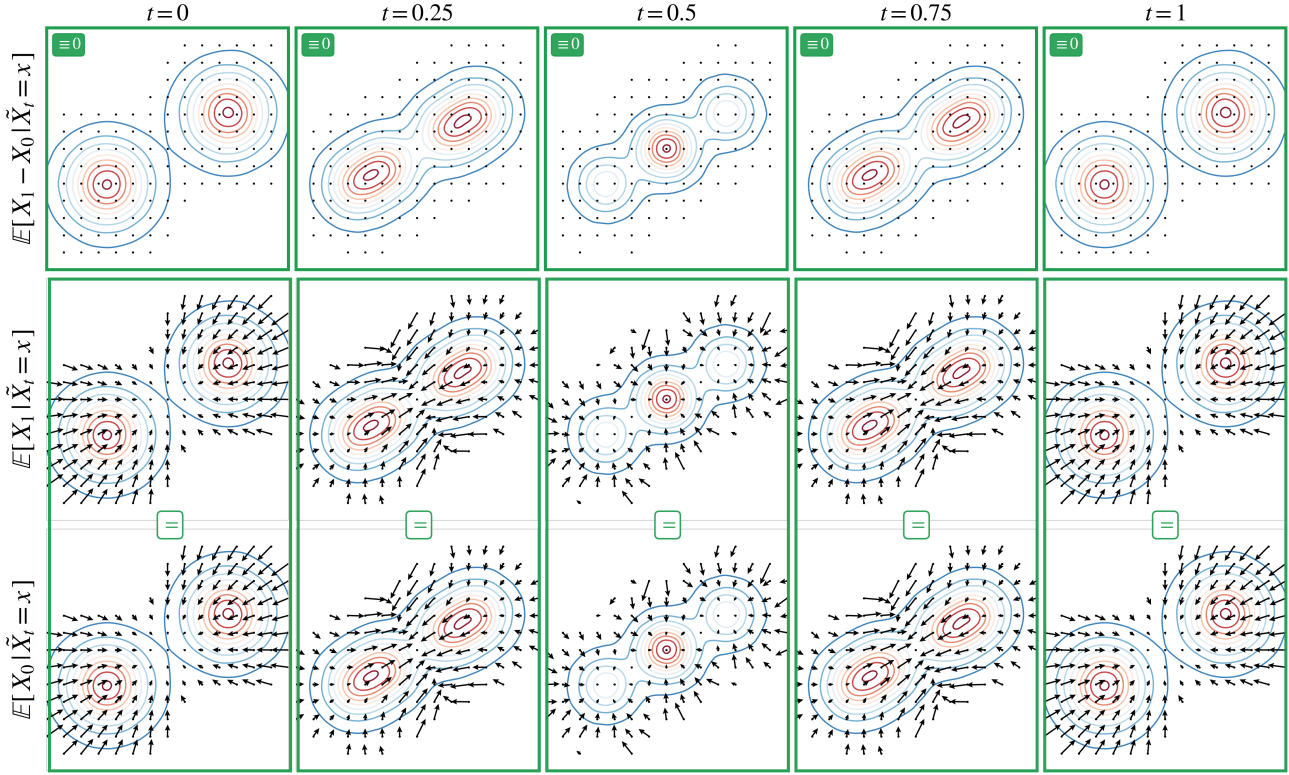 t=0 t=0.25 t=0.5 t=0.75 t=1
𝔼[X₁ − X₀ | X̃ₜ = x]
≡0 ≡0 ≡0 ≡0 ≡0
𝔼[X₁ | X̃ₜ = x]
= = = = =
𝔼[X₀ | X̃ₜ = x]